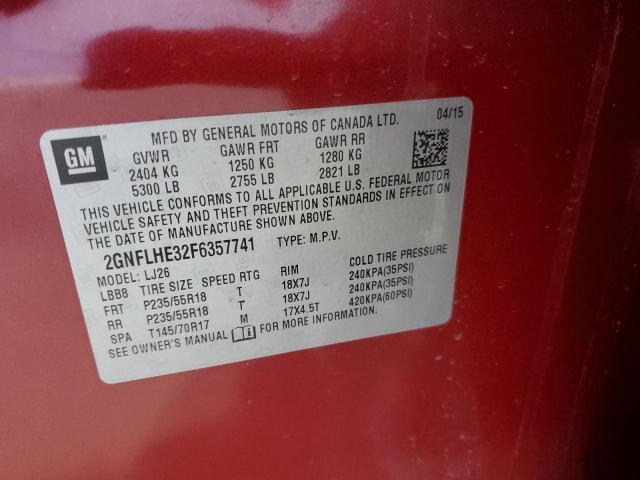 GM
MFD BY GENERAL MOTORS OF CANADA LTD. 04/15
GVWR GAWR FRT GAWR RR
2404 KG 1250 KG 1280 KG
5300 LB 2755 LB 2821 LB
THIS VEHICLE CONFORMS TO ALL APPLICABLE U.S. FEDERAL MOTOR
VEHICLE SAFETY AND THEFT PREVENTION STANDARDS IN EFFECT ON
THE DATE OF MANUFACTURE SHOWN ABOVE.
2GNFLHE32F6357741 TYPE: M.P.V.
MODEL: LJ26
LBB8 TIRE SIZE SPEED RTG RIM COLD TIRE PRESSURE
FRT P235/55R18 T 18X7J 240KPA(35PSI)
RR P235/55R18 T 18X7J 240KPA(35PSI)
SPA T145/70R17 M 17X4.5T 420KPA(60PSI)
SEE OWNER'S MANUAL FOR MORE INFORMATION.